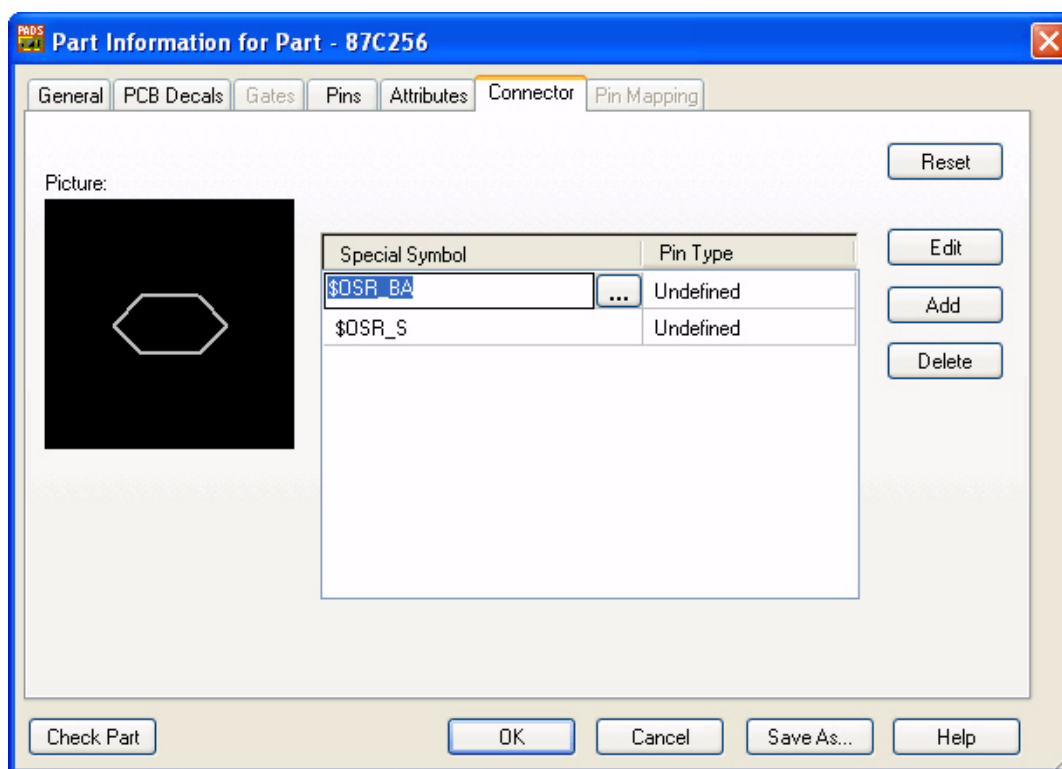 PADS
Part Information for Part - 87C256
General PCB Decals Gates Pins Attributes Connector Pin Mapping
Reset
Picture:
Special Symbol Pin Type
Edit
$OSR_BA ... Undefined
Add
$OSR_S Undefined
Delete
Check Part OK Cancel Save As... Help